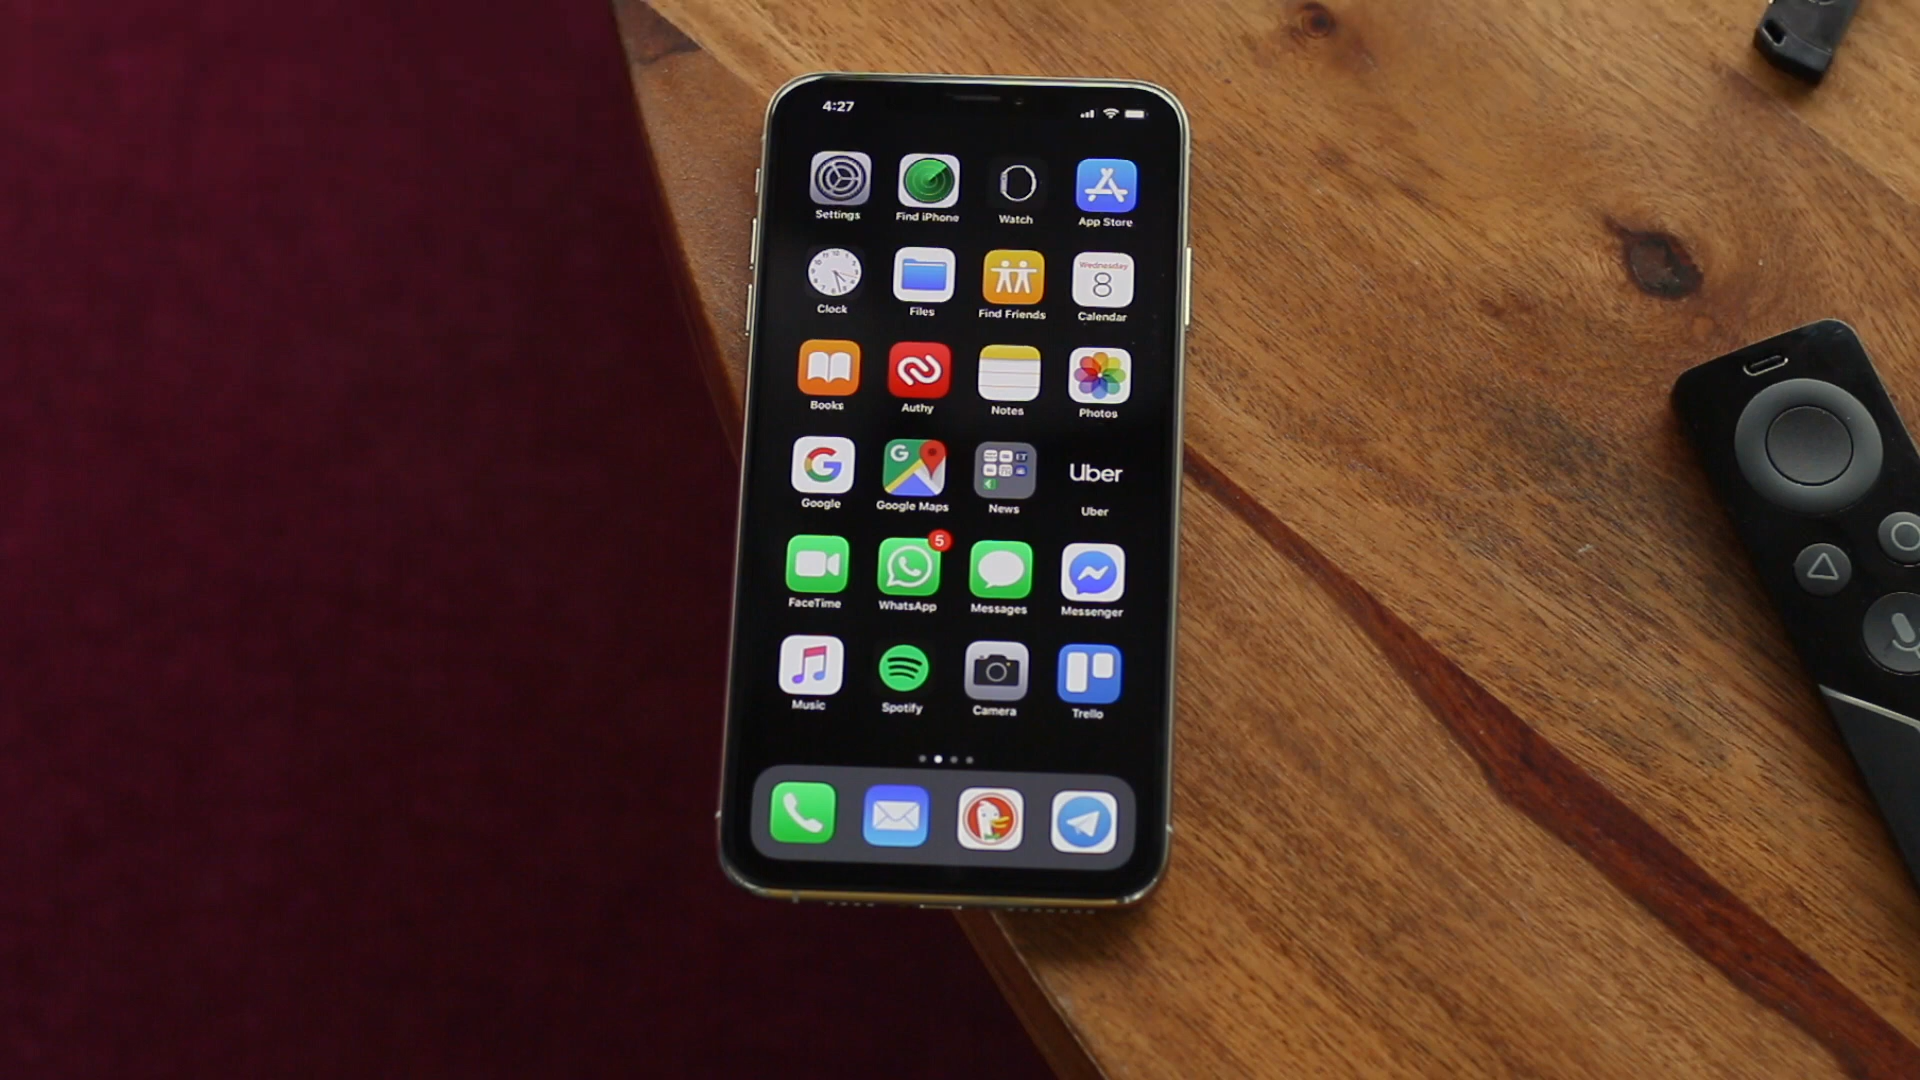 4:27
Settings Find iPhone Watch App Store
Wednesday
8
Clock Files Find Friends Calendar
Books Authy Notes Photos
Uber
Google Google Maps News Uber
5
FaceTime WhatsApp Messages Messenger
Music Spotify Camera Trello